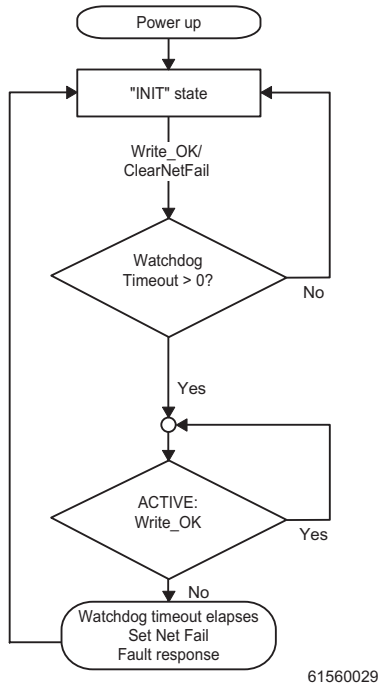 Power up
"INIT" state
Write_OK/
ClearNetFail
Watchdog
Timeout > 0?
No
Yes
ACTIVE:
Write_OK
Yes
No
Watchdog timeout elapses
Set Net Fail
Fault response
61560029